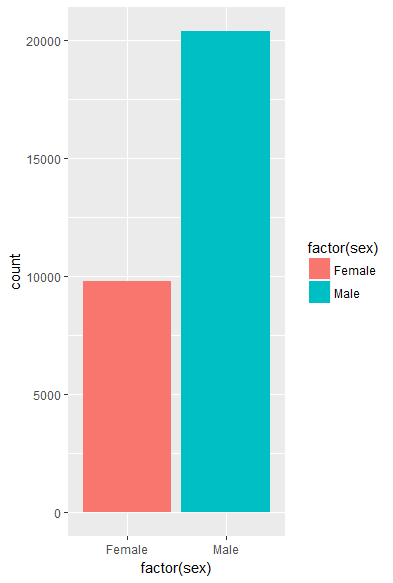 20000
15000
10000
5000
0
count
Female Male
factor(sex)
factor(sex)
Female
Male